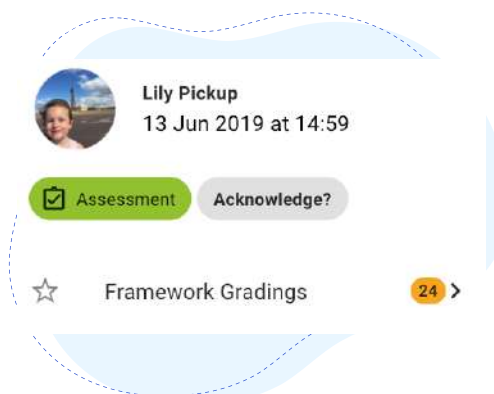 Lily Pickup
13 Jun 2019 at 14:59
Assessment Acknowledge?
Framework Gradings 24